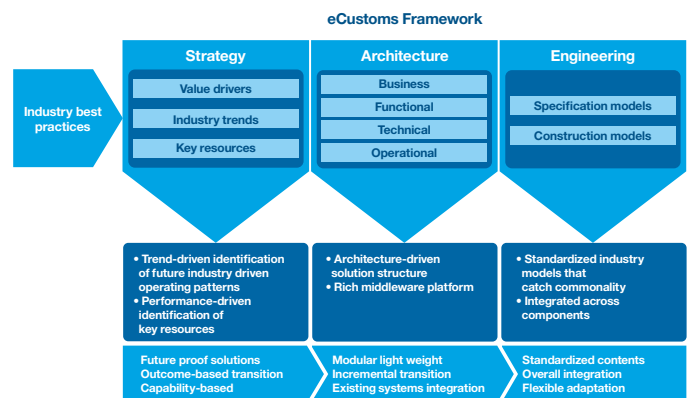 eCustoms Framework
Industry best
practices
Strategy
Value drivers
Industry trends
Key resources
Architecture
Business
Functional
Technical
Operational
Engineering
Specification models
Construction models
• Trend-driven identification
of future industry driven
operating patterns
• Performance-driven
identification of
key resources
• Architecture-driven
solution structure
• Rich middleware platform
• Standardized industry
models that
catch commonality
• Integrated across
components
Future proof solutions
Outcome-based transition
Capability-based
Modular light weight
Incremental transition
Existing systems integration
Standardized contents
Overall integration
Flexible adaptation